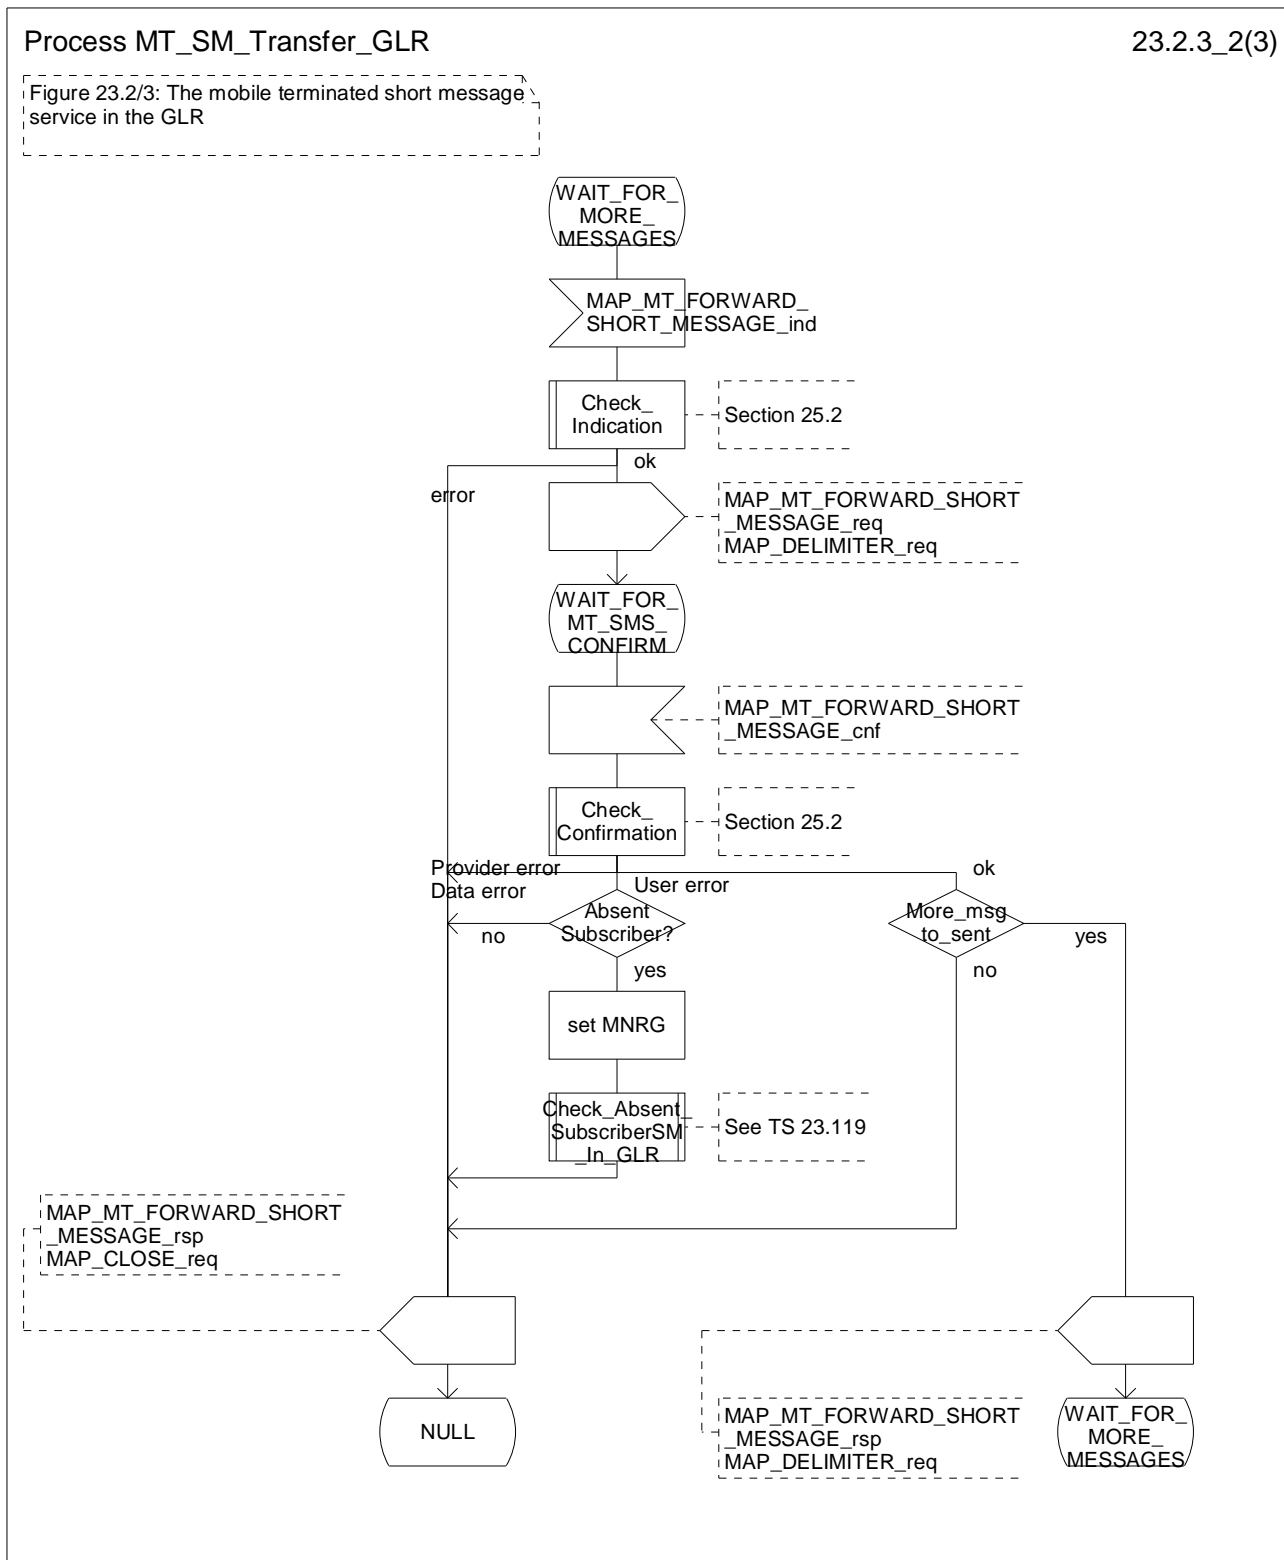 Process MT_SM_Transfer_GLR
23.2.3_2(3)
Figure 23.2/3: The mobile terminated short message
service in the GLR
WAIT_FOR_
MORE_
MESSAGES
MAP_MT_FORWARD_
SHORT_MESSAGE_ind
Check_
Indication
Section 25.2
ok
error
MAP_MT_FORWARD_SHORT
_MESSAGE_req
MAP_DELIMITER_req
WAIT_FOR_
MT_SMS_
CONFIRM
MAP_MT_FORWARD_SHORT
_MESSAGE_cnf
Check_
Confirmation
Section 25.2
Provider error
Data error
User error
ok
Absent
Subscriber?
no
yes
More_msg
to_sent
yes
no
set MNRG
Check_Absent_
SubscriberSM
_In_GLR
See TS 23.119
MAP_MT_FORWARD_SHORT
_MESSAGE_rsp
MAP_CLOSE_req
NULL
MAP_MT_FORWARD_SHORT
_MESSAGE_rsp
MAP_DELIMITER_req
WAIT_FOR_
MORE_
MESSAGES